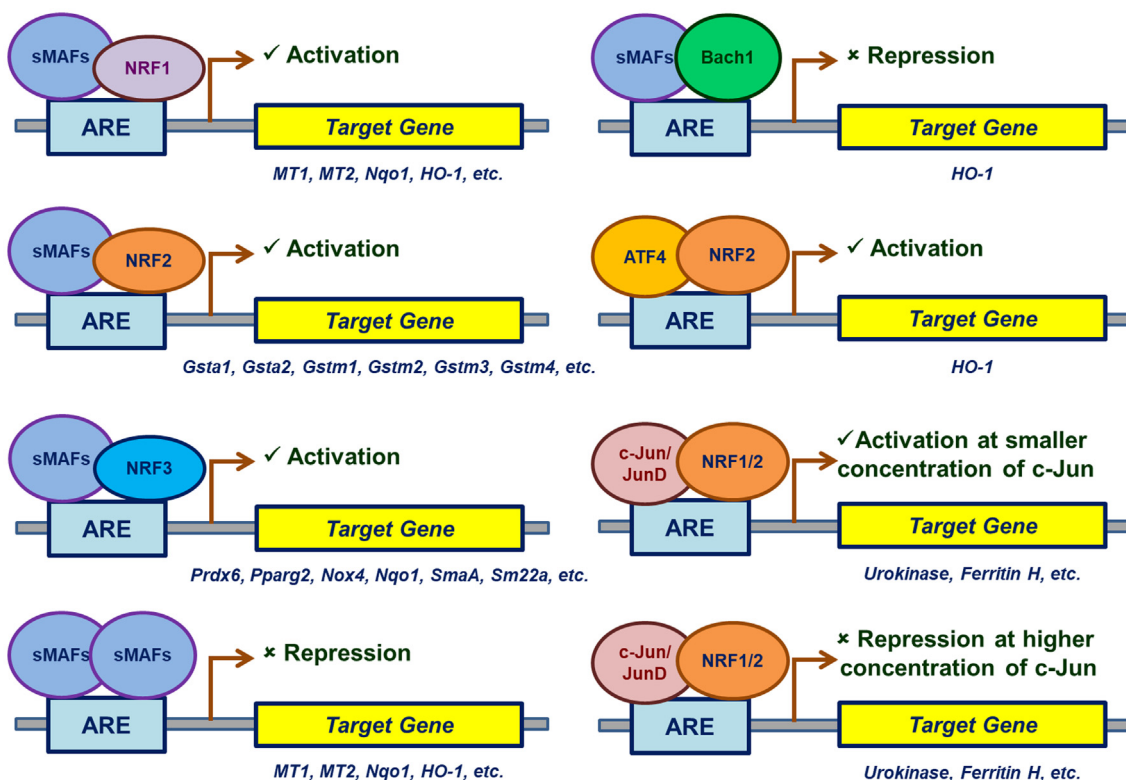 sMAFs
NRF1
✓ Activation
ARE
Target Gene
MT1, MT2, Nqo1, HO-1, etc.
sMAFs
Bach1
× Repression
ARE
Target Gene
HO-1
sMAFs
NRF2
✓ Activation
ARE
Target Gene
Gsta1, Gsta2, Gstm1, Gstm2, Gstm3, Gstm4, etc.
ATF4
NRF2
✓ Activation
ARE
Target Gene
HO-1
sMAFs
NRF3
✓ Activation
ARE
Target Gene
Prdx6, Pparg2, Nox4, Nqo1, SmaA, Sm22a, etc.
c-Jun/
JunD
NRF1/2
✓Activation at smaller
concentration of c-Jun
ARE
Target Gene
Urokinase, Ferritin H, etc.
sMAFs
sMAFs
× Repression
ARE
Target Gene
MT1, MT2, Nqo1, HO-1, etc.
c-Jun/
JunD
NRF1/2
× Repression at higher
concentration of c-Jun
ARE
Target Gene
Urokinase, Ferritin H, etc.